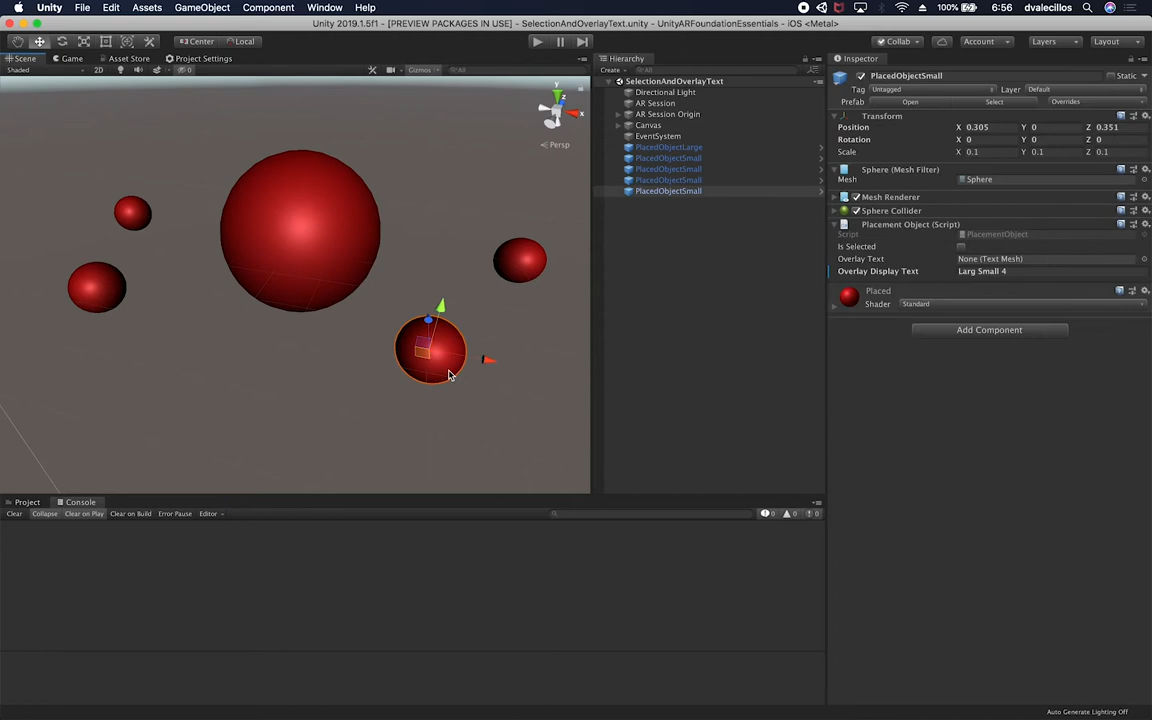 Unity File Edit Assets GameObject Component Window Help 100% 6:56 dvalecillos
Unity 2019.1.5f1 - [PREVIEW PACKAGES IN USE] - SelectionAndOverlayText.unity - UnityARFoundationEssentials - iOS <Metal>
Center Local Collab Account Layers Layout
Scene Game Asset Store Project Settings
Shaded 2D 0 Gizmos All
y
z
x
Persp
Hierarchy
Create All
SelectionAndOverlayText
Directional Light
AR Session
AR Session Origin
Canvas
EventSystem
PlacedObjectLarge
PlacedObjectSmall
PlacedObjectSmall
PlacedObjectSmall
PlacedObjectSmall
Inspector
PlacedObjectSmall Static
Tag Untagged Layer Default
Prefab Open Select Overrides
Transform
Position X 0.305 Y 0 Z 0.351
Rotation X 0 Y 0 Z 0
Scale X 0.1 Y 0.1 Z 0.1
Sphere (Mesh Filter)
Mesh Sphere
Mesh Renderer
Sphere Collider
Placement Object (Script)
Script PlacementObject
Is Selected
Overlay Text None (Text Mesh)
Overlay Display Text Larg Small 4
Placed
Shader Standard
Add Component
Project Console
Clear Collapse Clear on Play Clear on Build Error Pause Editor 0 0 0
Auto Generate Lighting Off